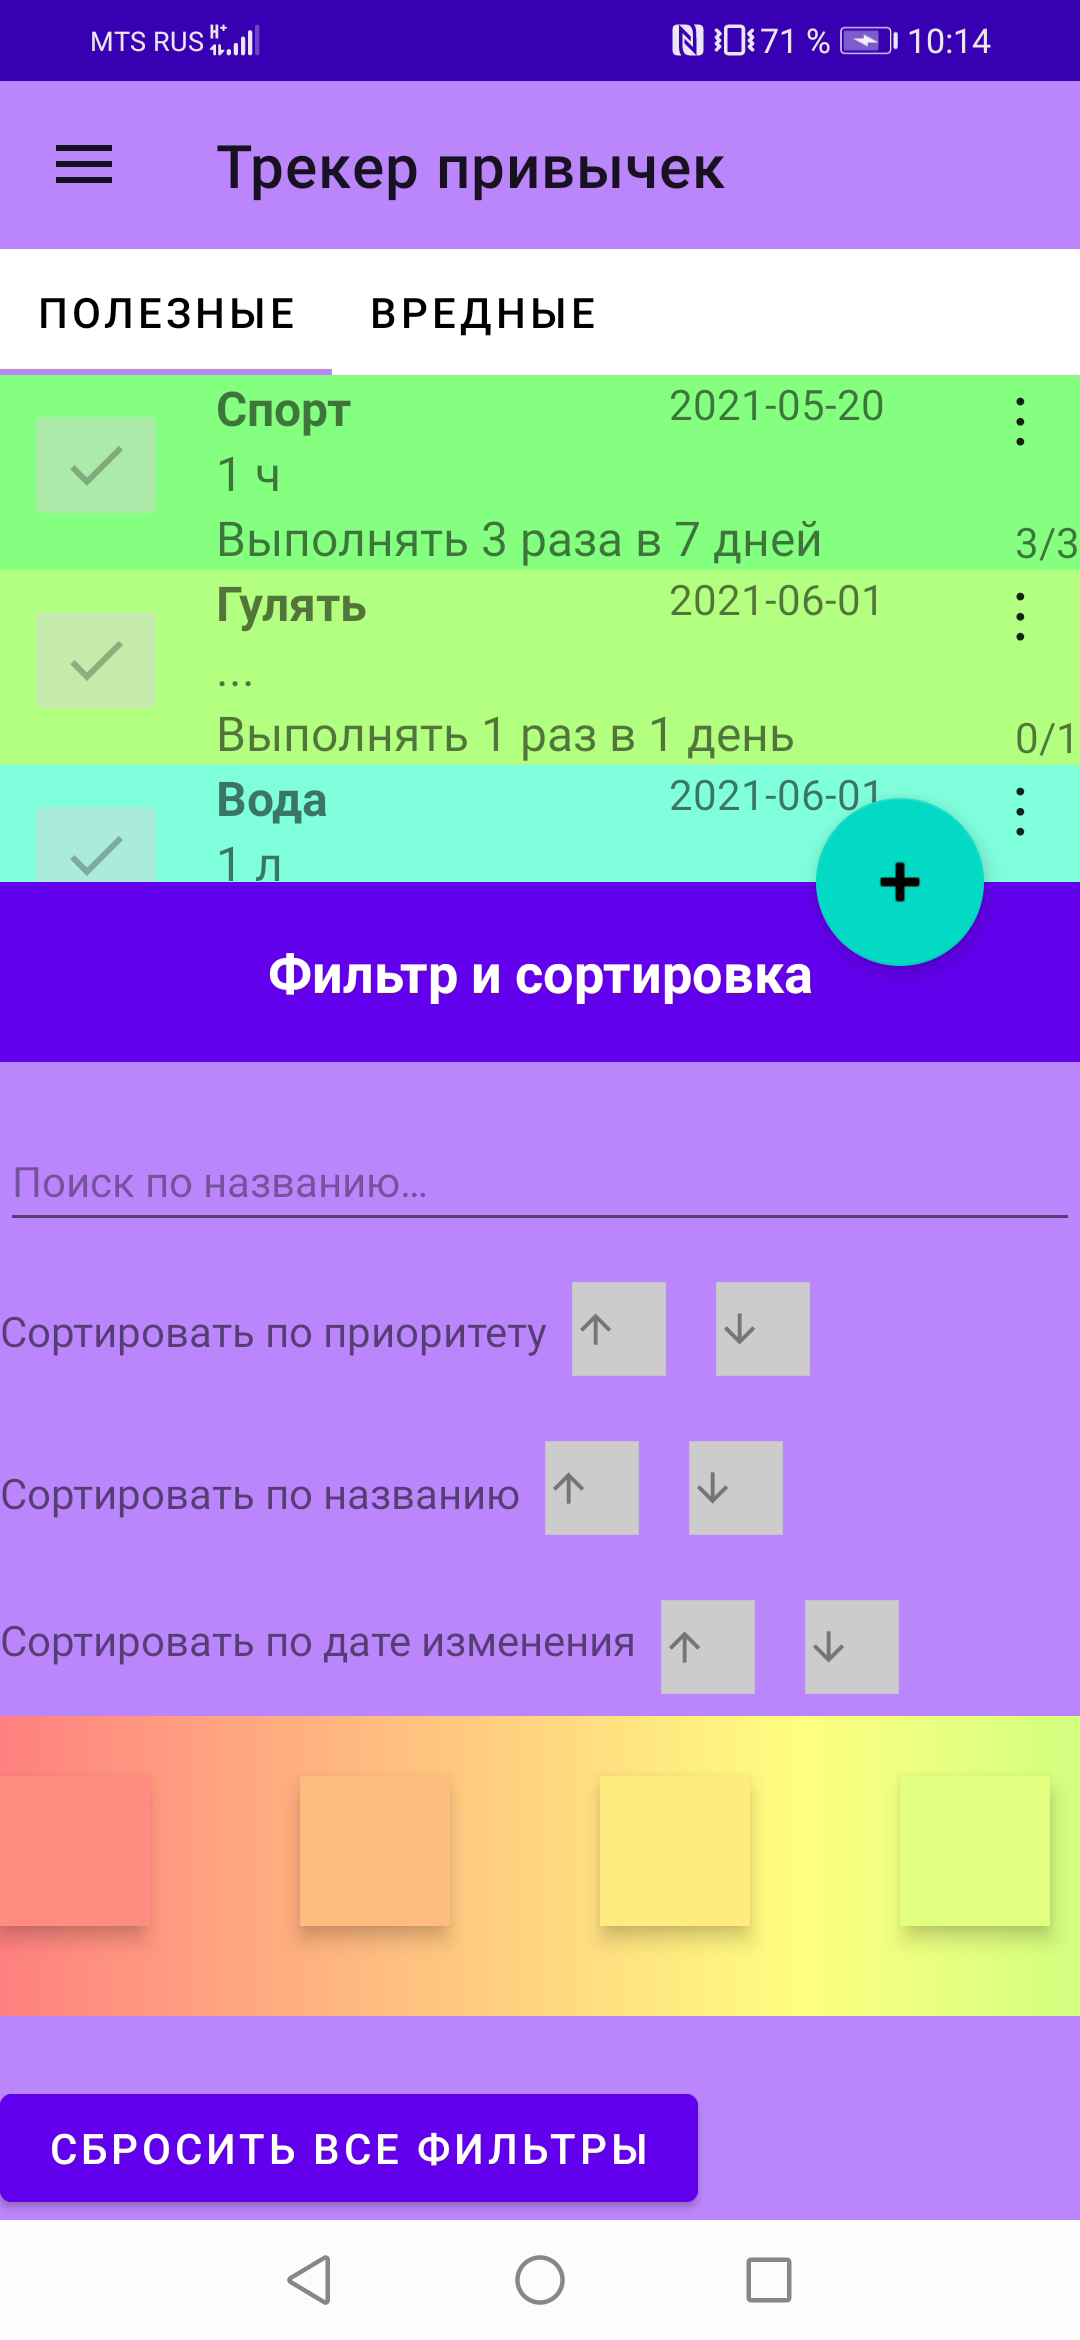 MTS RUS 71 % 10:14
Трекер привычек
ПОЛЕЗНЫЕ ВРЕДНЫЕ
Спорт 2021-05-20
1 ч
Выполнять 3 раза в 7 дней 3/3
Гулять 2021-06-01
...
Выполнять 1 раз в 1 день 0/1
Вода 2021-06-01
1 л
Фильтр и сортировка
Поиск по названию...
Сортировать по приоритету
Сортировать по названию
Сортировать по дате изменения
СБРОСИТЬ ВСЕ ФИЛЬТРЫ